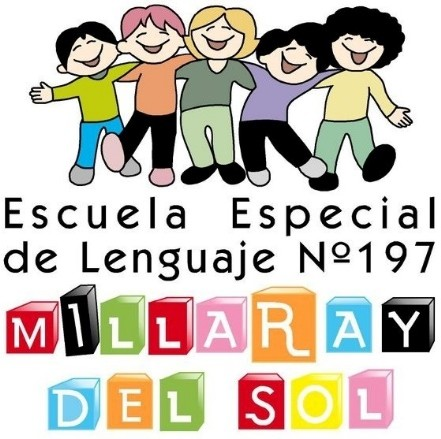 Escuela Especial
de Lenguaje Nº197
MILLARAY
DEL SOL